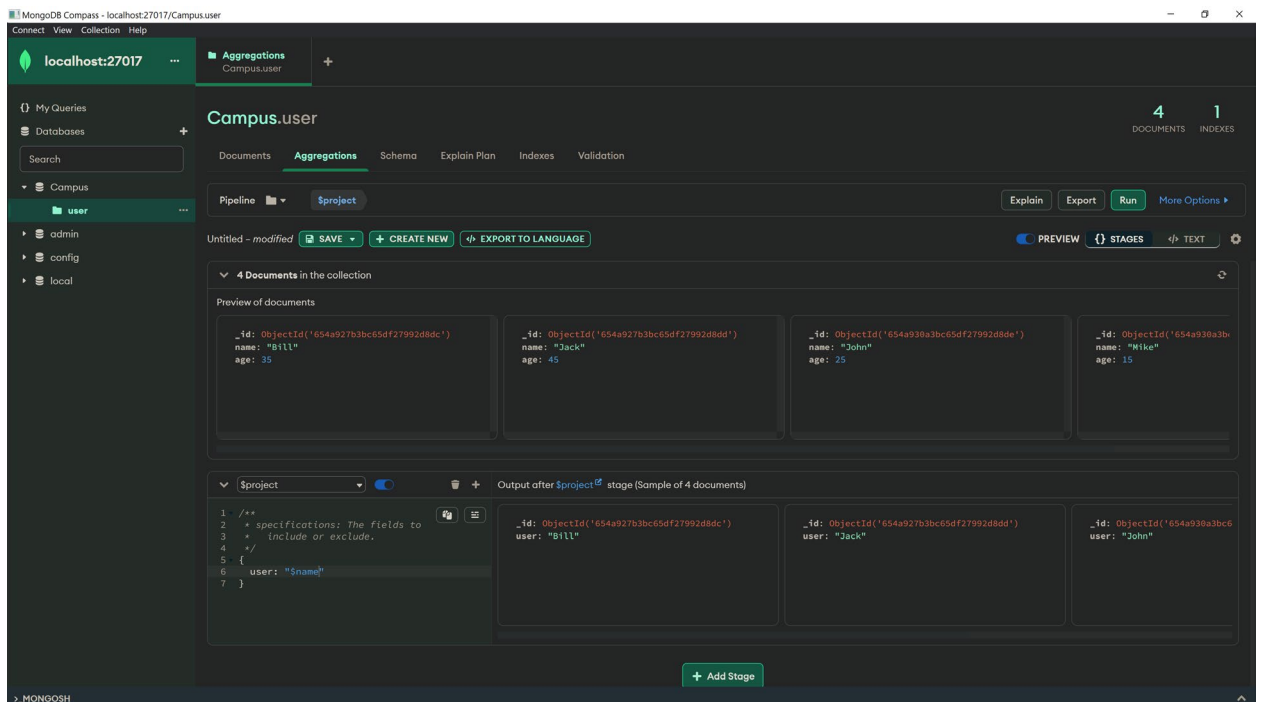 MongoDB Compass - localhost:27017/Campus.user
Connect View Collection Help
localhost:27017 ...
Aggregations
Campus.user
+
{} My Queries
Databases +
Search
Campus
user ...
admin
config
local
Campus.user
4
DOCUMENTS
1
INDEXES
Documents Aggregations Schema Explain Plan Indexes Validation
Pipeline $project Explain Export Run More Options
Untitled – modified SAVE + CREATE NEW </> EXPORT TO LANGUAGE PREVIEW {} STAGES </> TEXT
4 Documents in the collection
Preview of documents
_id: ObjectId('654a927b3bc65df27992d8dc')
name: "Bill"
age: 35
_id: ObjectId('654a927b3bc65df27992d8dd')
name: "Jack"
age: 45
_id: ObjectId('654a930a3bc65df27992d8de')
name: "John"
age: 25
_id: ObjectId('654a930a3b
name: "Mike"
age: 15
$project + Output after $project stage (Sample of 4 documents)
1 /**
2 * specifications: The fields to
3 * include or exclude.
4 */
5 {
6 user: "$name"
7 }
_id: ObjectId('654a927b3bc65df27992d8dc')
user: "Bill"
_id: ObjectId('654a927b3bc65df27992d8dd')
user: "Jack"
_id: ObjectId('654a930a3bc6
user: "John"
+ Add Stage
> MONGOSH